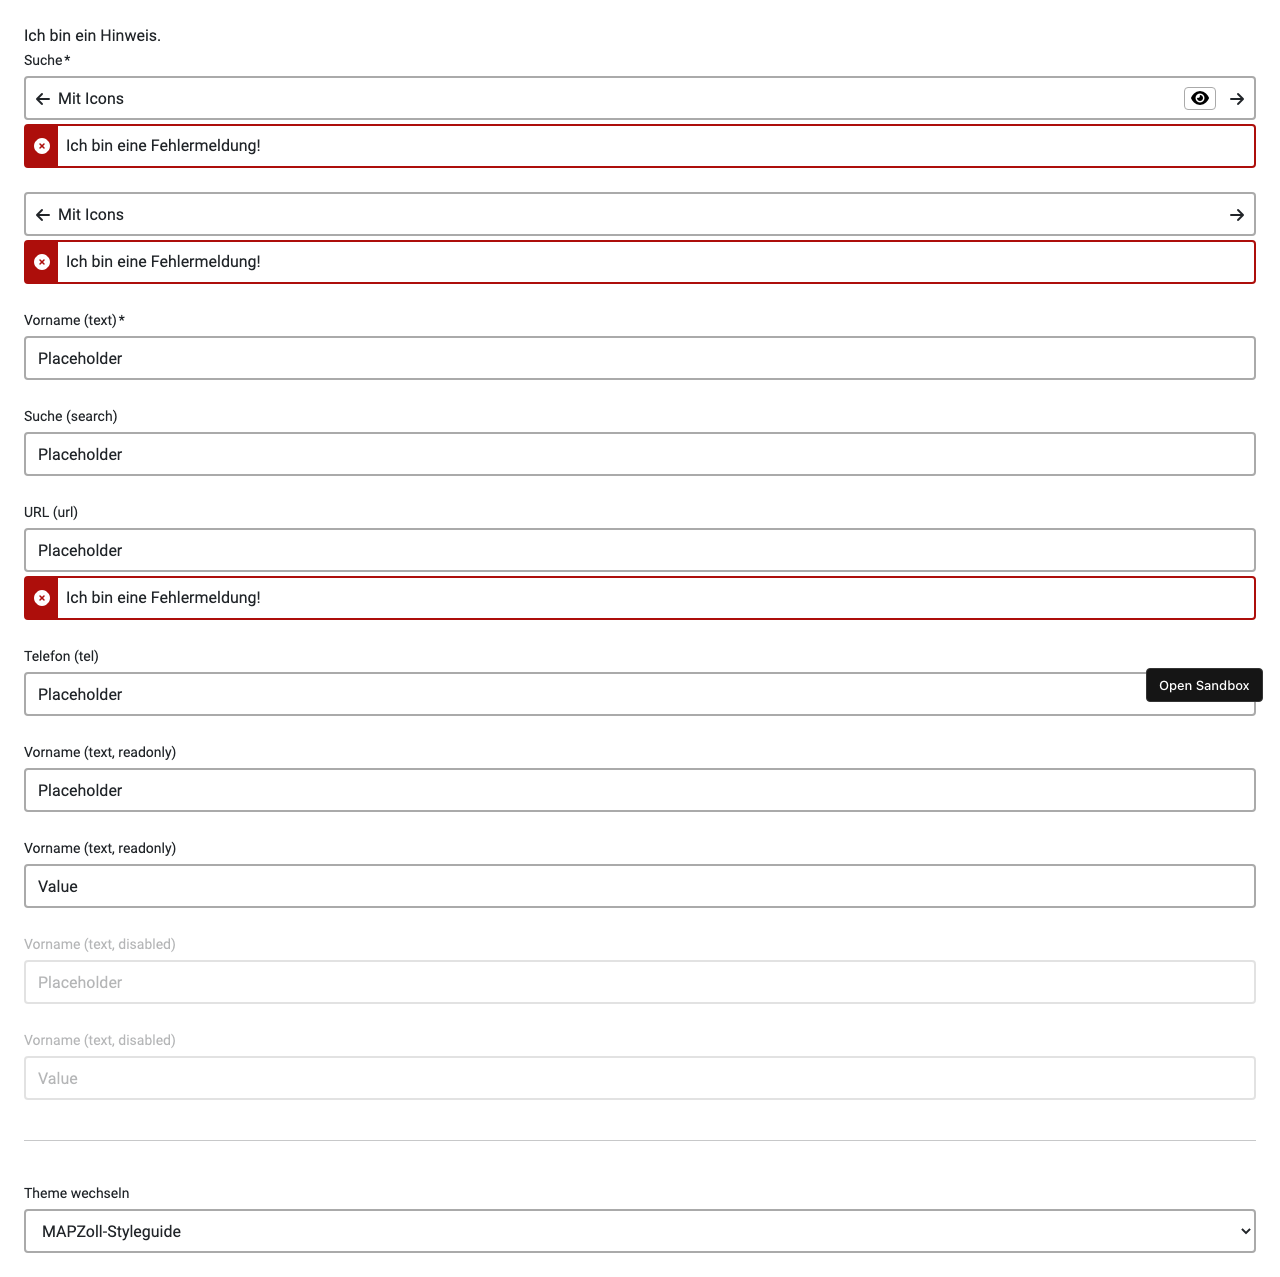 Ich bin ein Hinweis.
Suche*
Mit Icons
Ich bin eine Fehlermeldung!
Mit Icons
Ich bin eine Fehlermeldung!
Vorname (text)*
Placeholder
Suche (search)
Placeholder
URL (url)
Placeholder
Ich bin eine Fehlermeldung!
Telefon (tel)
Placeholder
Open Sandbox
Vorname (text, readonly)
Placeholder
Vorname (text, readonly)
Value
Vorname (text, disabled)
Placeholder
Vorname (text, disabled)
Value
Theme wechseln
MAPZoll-Styleguide